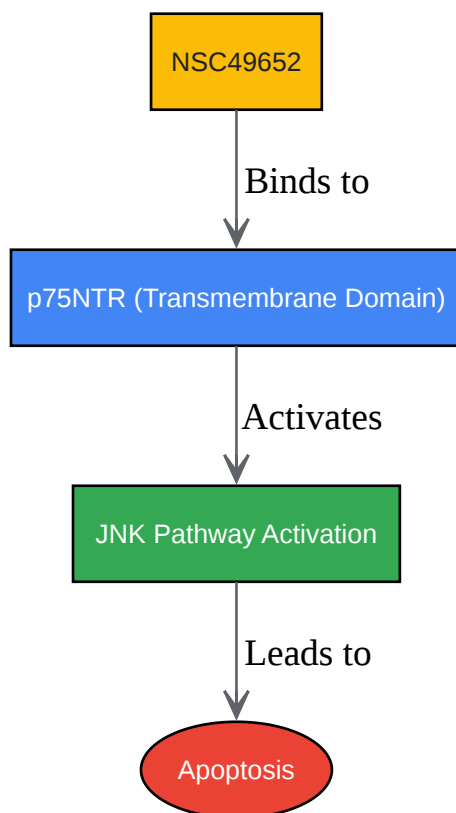 NSC49652
Binds to
p75NTR (Transmembrane Domain)
Activates
JNK Pathway Activation
Leads to
Apoptosis